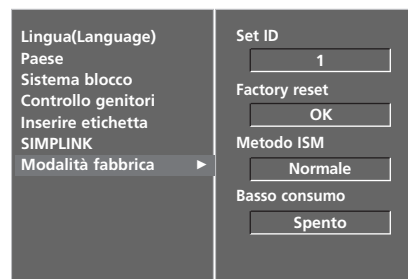 Lingua(Language)
Paese
Sistema blocco
Controllo genitori
Inserire etichetta
SIMPLINK
Modalità fabbrica ►
Set ID
1
Factory reset
OK
Metodo ISM
Normale
Basso consumo
Spento